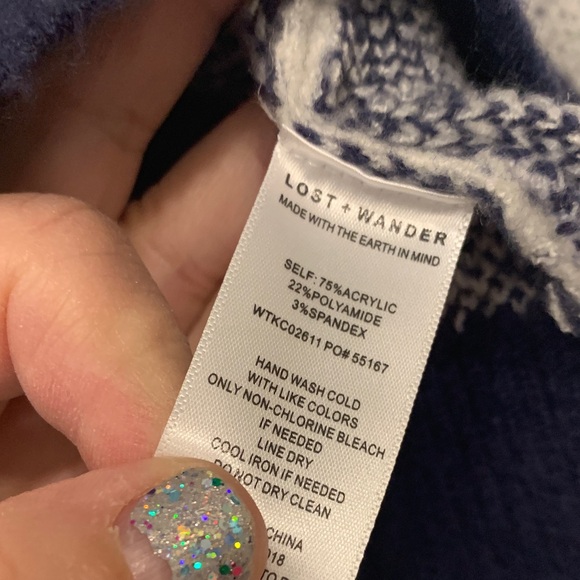 LOST + WANDER
MADE WITH THE EARTH IN MIND
SELF: 75%ACRYLIC
22%POLYAMIDE
3%SPANDEX
WTKC02611 PO# 55167
HAND WASH COLD
WITH LIKE COLORS
ONLY NON-CHLORINE BLEACH
IF NEEDED
LINE DRY
COOL IRON IF NEEDED
DO NOT DRY CLEAN
CHINA